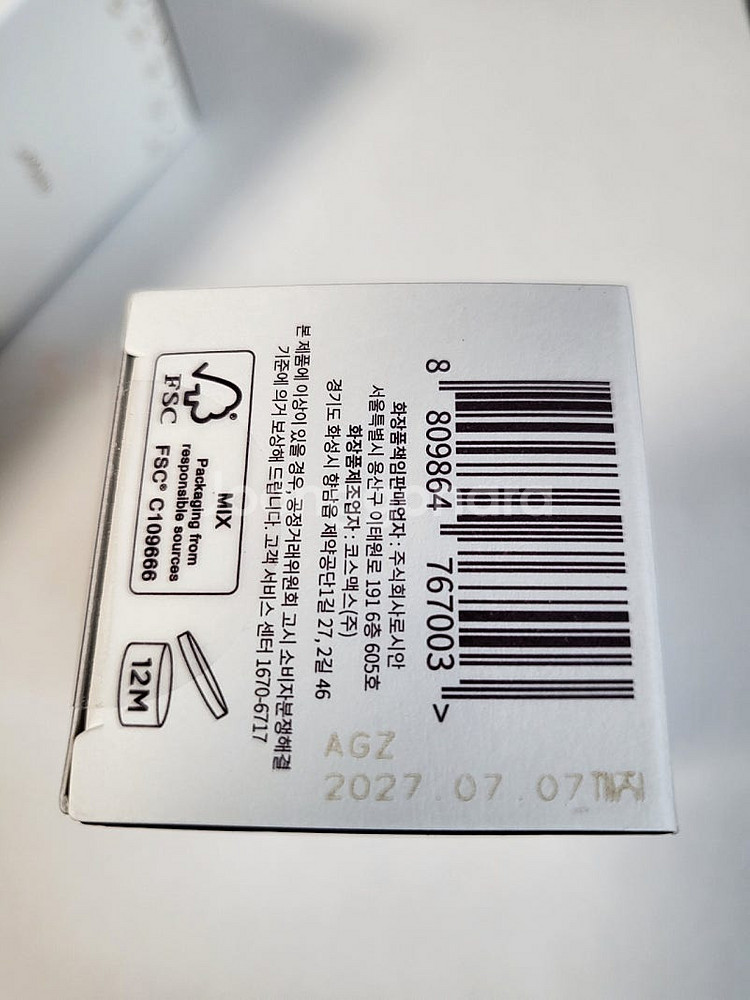 8 809864 767003 >
화장품책임판매업자 : 주식회사로시안
서울특별시 용산구 이태원로 191 6층 605호
화장품제조업자 : 코스맥스(주)
경기도 화성시 향남읍 제약공단1길 27,2길 46
본 제품에 이상이 있을 경우, 공정거래위원회 고시 소비자분쟁해결
기준에 의거 보상해 드립니다. 고객 서비스 센터 1670-6717
FSC
MIX
Packaging from
responsible sources
FSC® C109666
12M
AGZ
2027.07.07